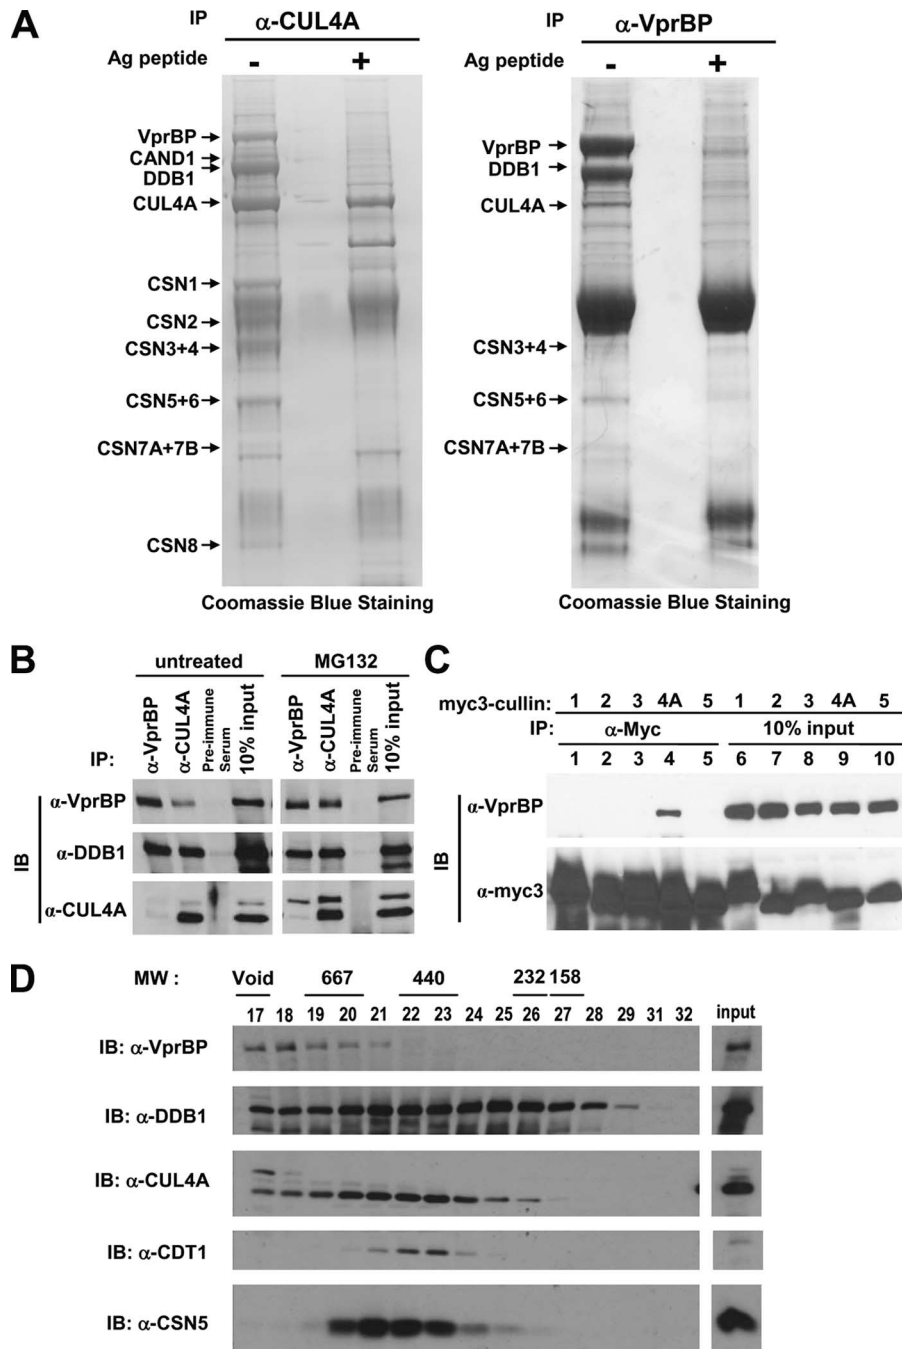 A
IP α-CUL4A
Ag peptide - +
VprBP
CAND1
DDB1
CUL4A
CSN1
CSN2
CSN3+4
CSN5+6
CSN7A+7B
CSN8
Coomassie Blue Staining
IP α-VprBP
Ag peptide - +
VprBP
DDB1
CUL4A
CSN3+4
CSN5+6
CSN7A+7B
Coomassie Blue Staining
B
untreated MG132
IP: α-VprBP α-CUL4A Pre-immune Serum 10% input α-VprBP α-CUL4A Pre-immune Serum 10% input
IB
α-VprBP
α-DDB1
α-CUL4A
C
myc3-cullin: 1 2 3 4A 5 1 2 3 4A 5
IP: α-Myc 10% input
1 2 3 4 5 6 7 8 9 10
IB
α-VprBP
α-myc3
D
MW : Void 667 440 232 158
17 18 19 20 21 22 23 24 25 26 27 28 29 31 32 input
IB: α-VprBP
IB: α-DDB1
IB: α-CUL4A
IB: α-CDT1
IB: α-CSN5